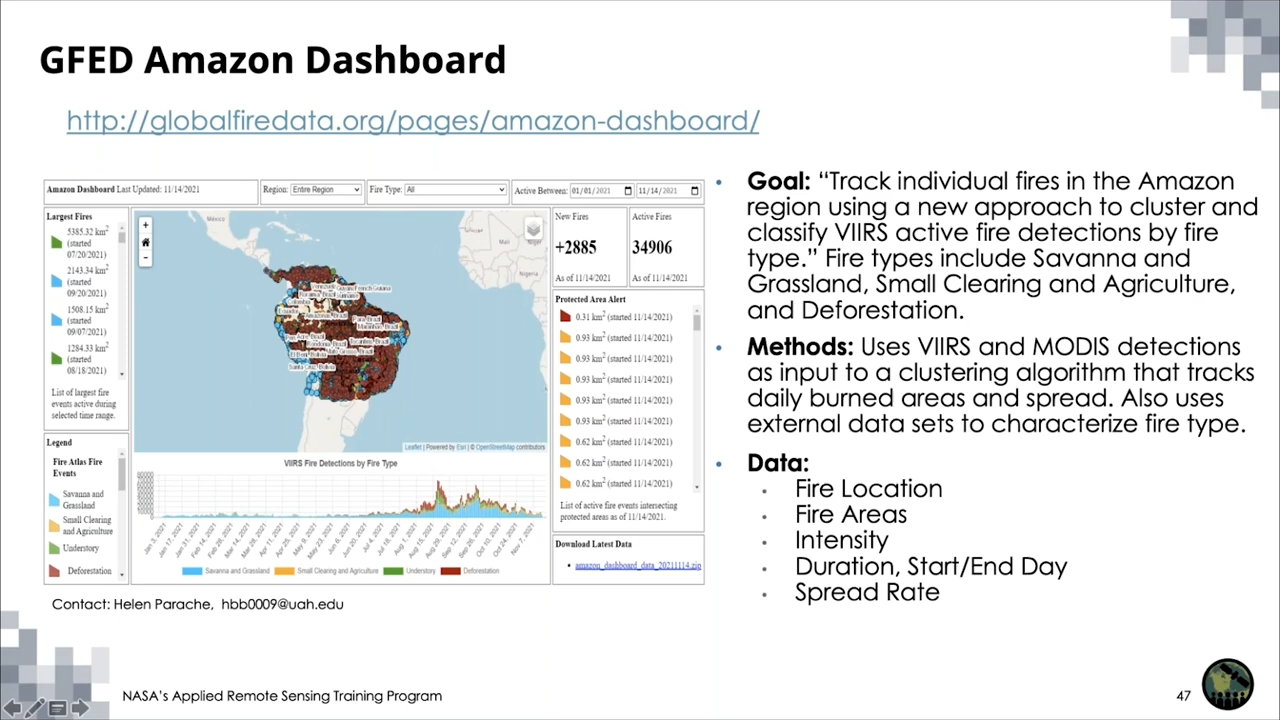 GFED Amazon Dashboard
http://globalfiredata.org/pages/amazon-dashboard/
Amazon Dashboard Last Updated: 11/14/2021
Region: Entire Region
Fire Type: All
Active Between: 01/01/2021 11/14/2021
Largest Fires
5385.32 km²
(started
07/20/2021)
2143.34 km²
(started
09/20/2021)
1508.15 km²
(started
09/07/2021)
1284.33 km²
(started
08/18/2021)
List of largest fire
events active during
selected time range.
Legend
Fire Atlas Fire
Events
Savanna and
Grassland
Small Clearing
and Agriculture
Understory
Deforestation
+
-
México
Nigeria
Leaflet | Powered by Esri | © OpenStreetMap contributors
VIIRS Fire Detections by Fire Type
Savanna and Grassland
Small Clearing and Agriculture
Understory
Deforestation
New Fires
+2885
As of 11/14/2021
Active Fires
34906
As of 11/14/2021
Protected Area Alert
0.31 km² (started 11/14/2021)
0.93 km² (started 11/14/2021)
0.93 km² (started 11/14/2021)
0.93 km² (started 11/14/2021)
0.93 km² (started 11/14/2021)
0.93 km² (started 11/14/2021)
0.62 km² (started 11/14/2021)
0.62 km² (started 11/14/2021)
0.62 km² (started 11/14/2021)
List of active fire events intersecting
protected areas as of 11/14/2021.
Download Latest Data
amazon_dashboard_data_20211114.zip
Contact: Helen Parache, hbb0009@uah.edu
• Goal: “Track individual fires in the Amazon
region using a new approach to cluster and
classify VIIRS active fire detections by fire
type.” Fire types include Savanna and
Grassland, Small Clearing and Agriculture,
and Deforestation.
• Methods: Uses VIIRS and MODIS detections
as input to a clustering algorithm that tracks
daily burned areas and spread. Also uses
external data sets to characterize fire type.
• Data:
• Fire Location
• Fire Areas
• Intensity
• Duration, Start/End Day
• Spread Rate
NASA’s Applied Remote Sensing Training Program
47